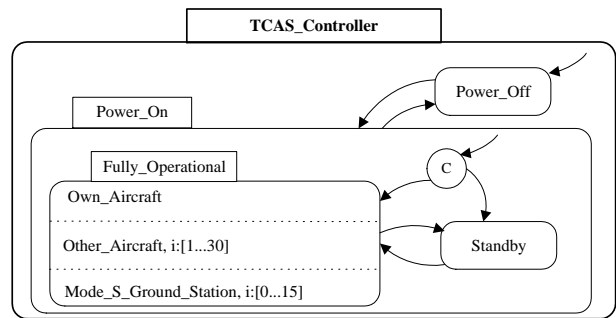 TCAS_Controller
Power_Off
Power_On
Fully_Operational
C
Own_Aircraft
Other_Aircraft, i:[1...30]
Standby
Mode_S_Ground_Station, i:[0...15]